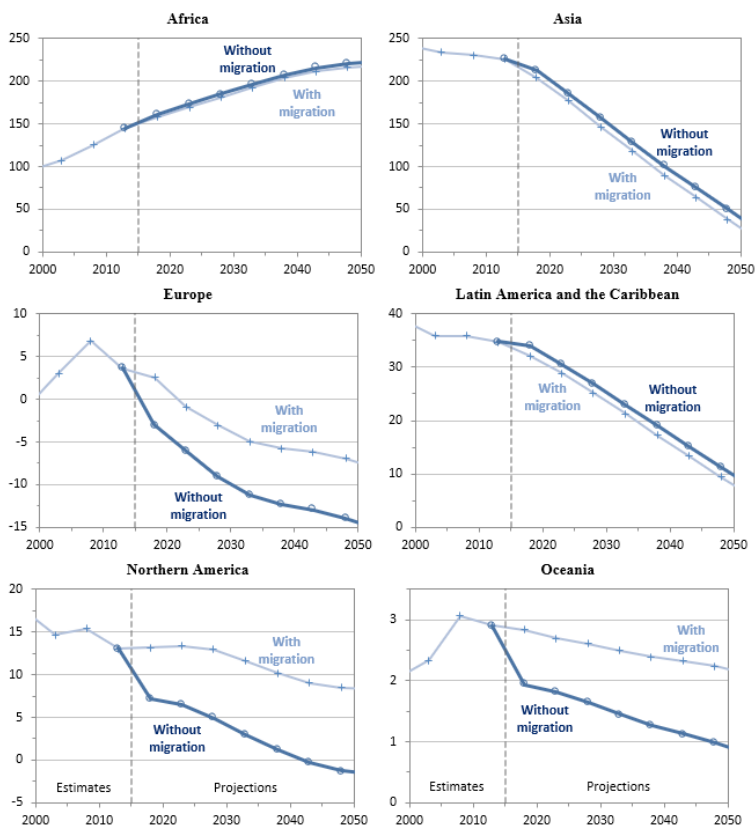 Africa
250
200
150
100
50
0
2000 2010 2020 2030 2040 2050
Without
migration
With
migration
Asia
250
200
150
100
50
0
2000 2010 2020 2030 2040 2050
Without
migration
With
migration
Europe
10
5
0
-5
-10
-15
2000 2010 2020 2030 2040 2050
With
migration
Without
migration
Latin America and the Caribbean
40
30
20
10
0
2000 2010 2020 2030 2040 2050
With
migration
Without
migration
Northern America
20
15
10
5
0
-5
2000 2010 2020 2030 2040 2050
With
migration
Without
migration
Estimates Projections
Oceania
3
2
1
0
2000 2010 2020 2030 2040 2050
With
migration
Without
migration
Estimates Projections